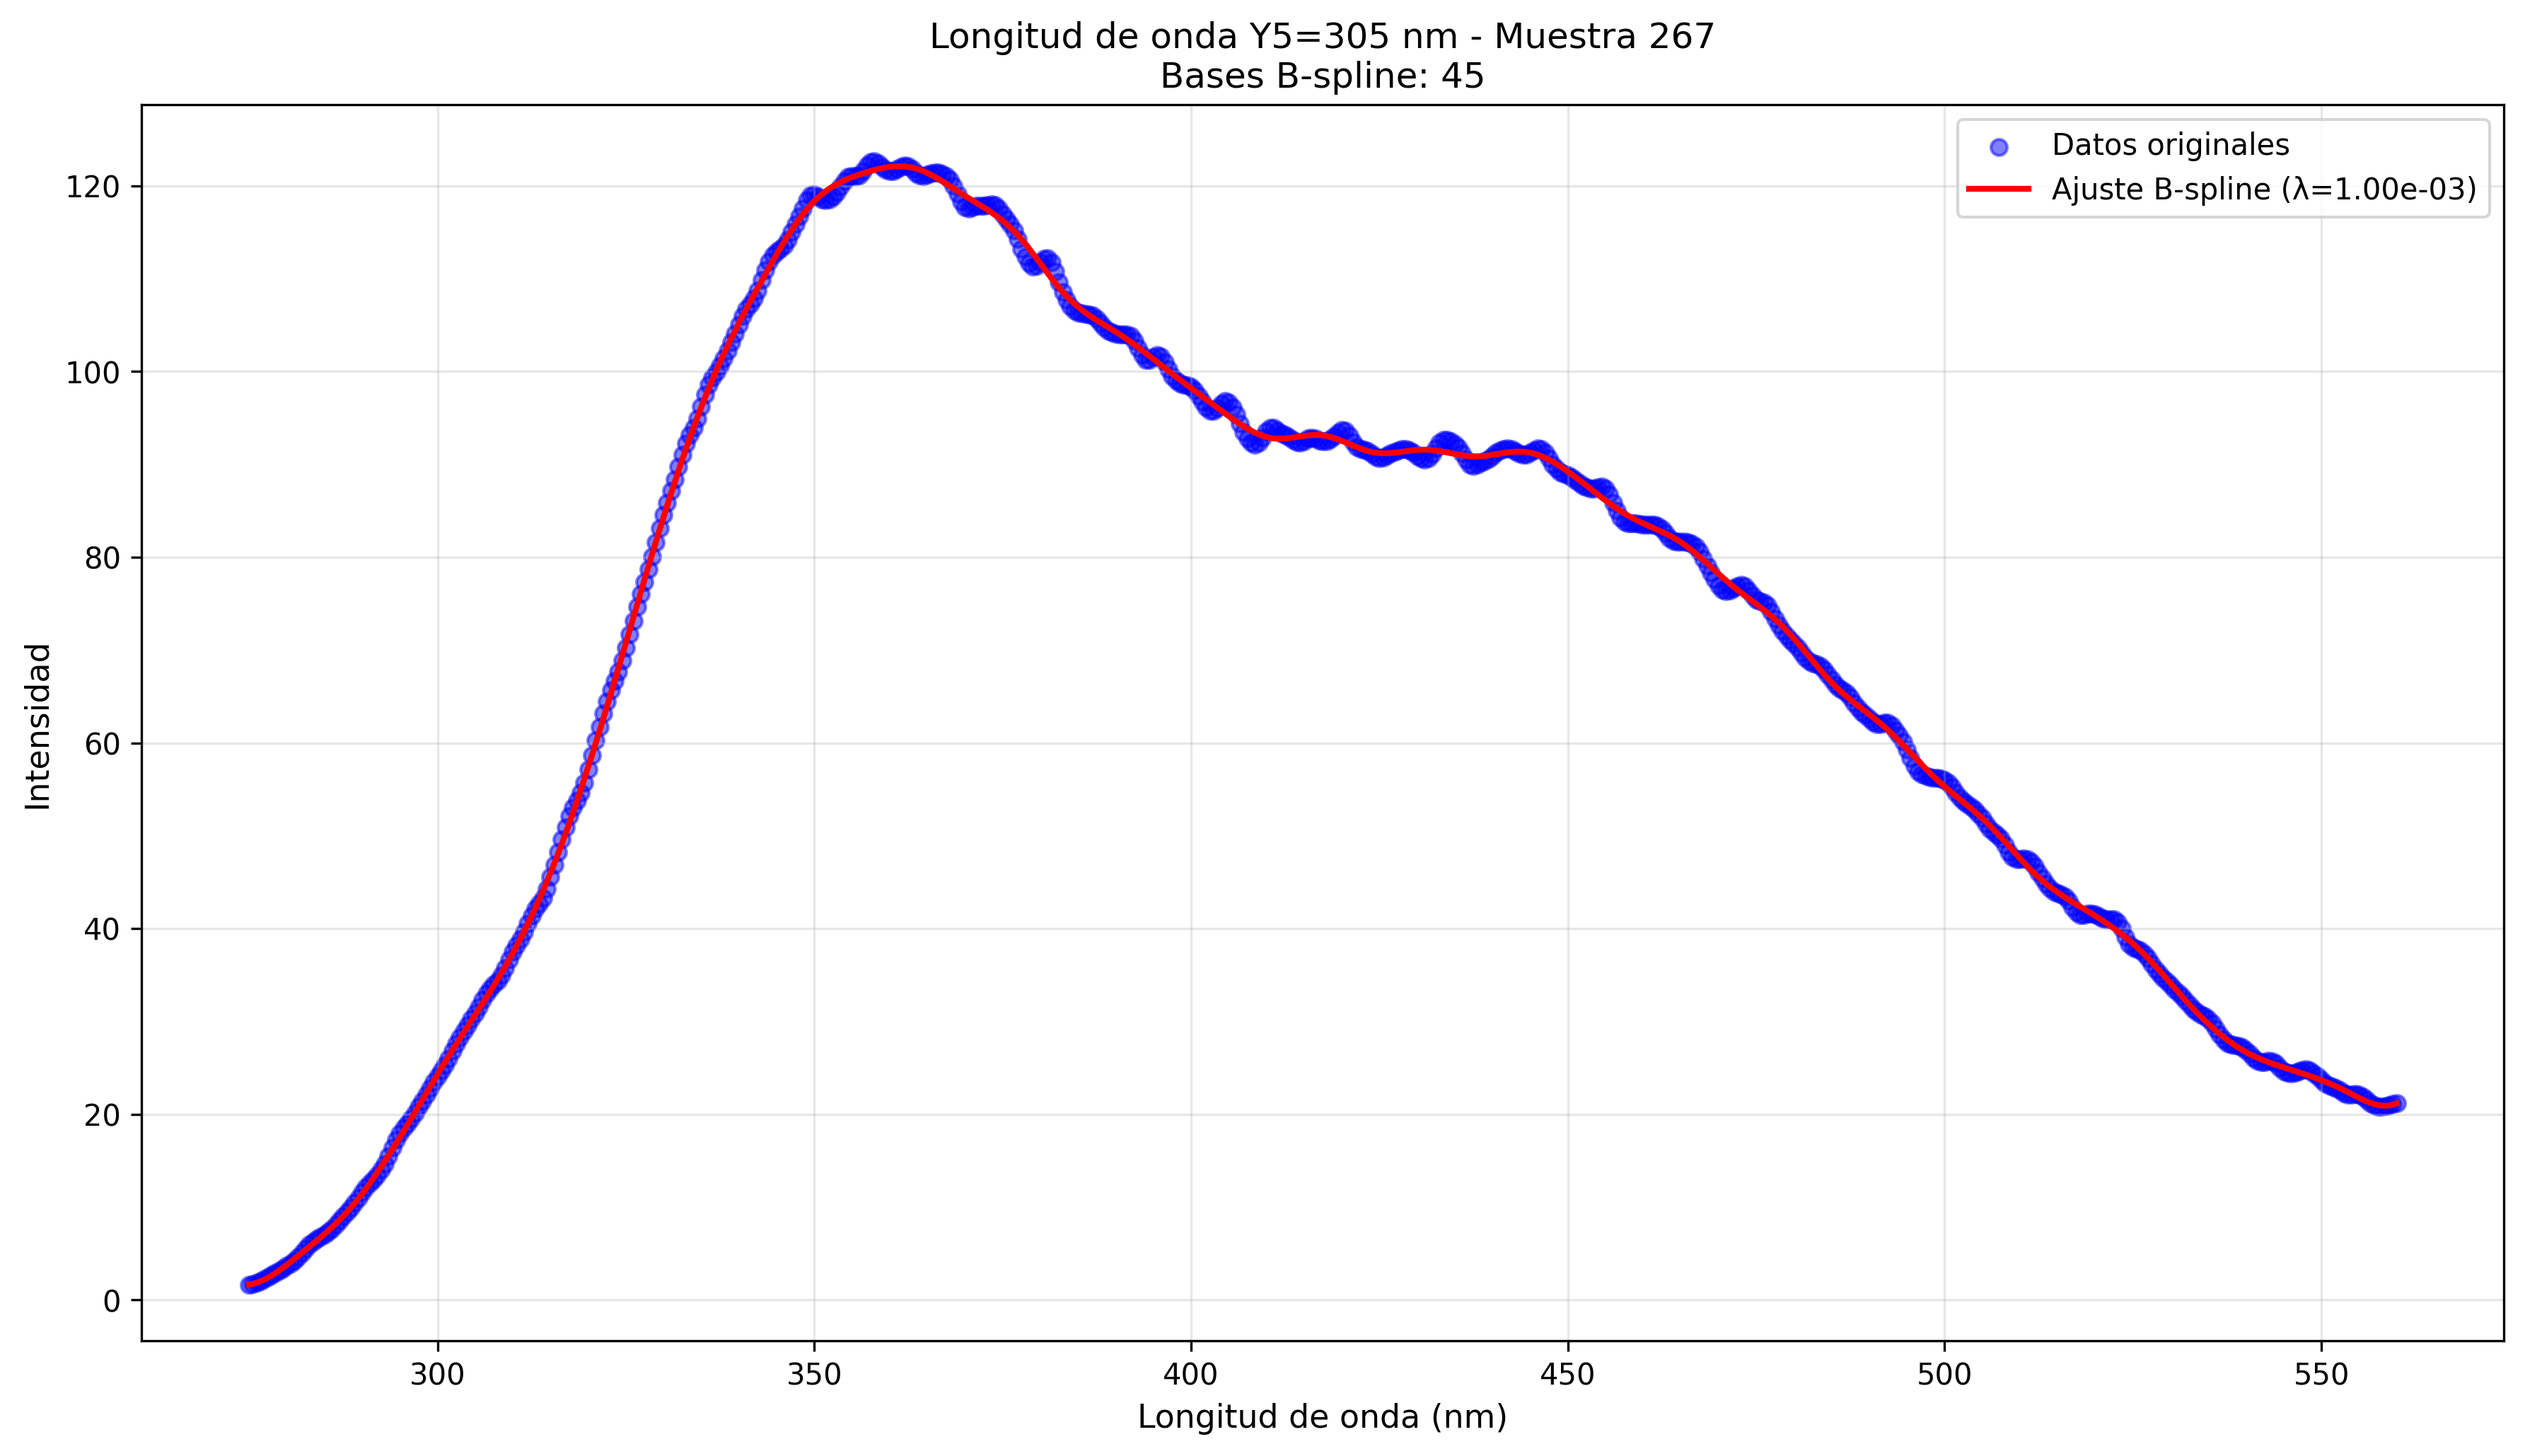 Longitud de onda Y5=305 nm - Muestra 267
Bases B-spline: 45
Datos originales
Ajuste B-spline (λ=1.00e-03)
Intensidad
120
100
80
60
40
20
0
300 350 400 450 500 550
Longitud de onda (nm)